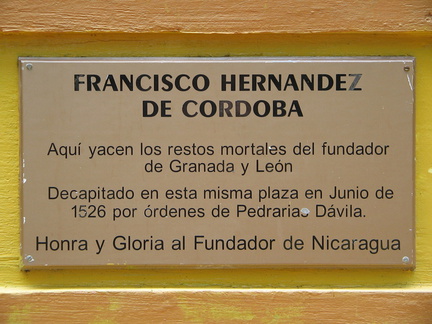 FRANCISCO HERNANDEZ
DE CORDOBA
Aquí yacen los restos mortales del fundador
de Granada y León
Decapitado en esta misma plaza en Junio de
1526 por órdenes de Pedrarias Dávila.
Honra y Gloria al Fundador de Nicaragua